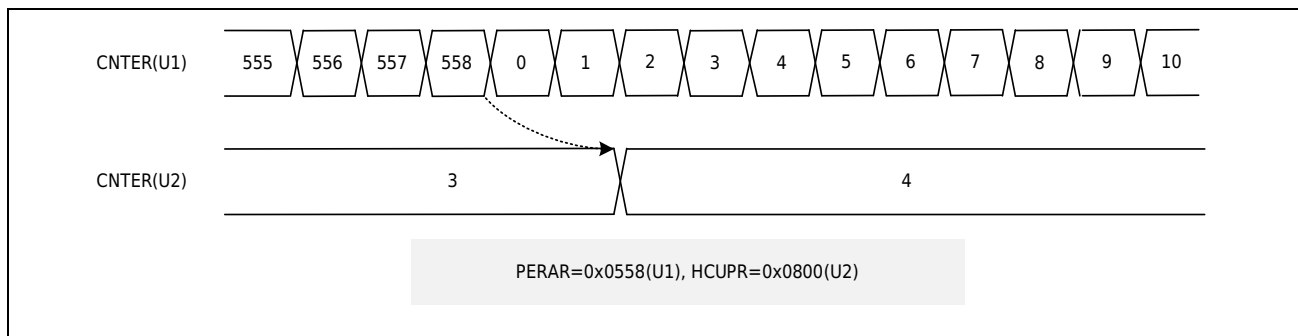 CNTER(U1) 555 556 557 558 0 1 2 3 4 5 6 7 8 9 10
CNTER(U2) 3 4
PERAR=0x0558(U1), HCUPR=0x0800(U2)